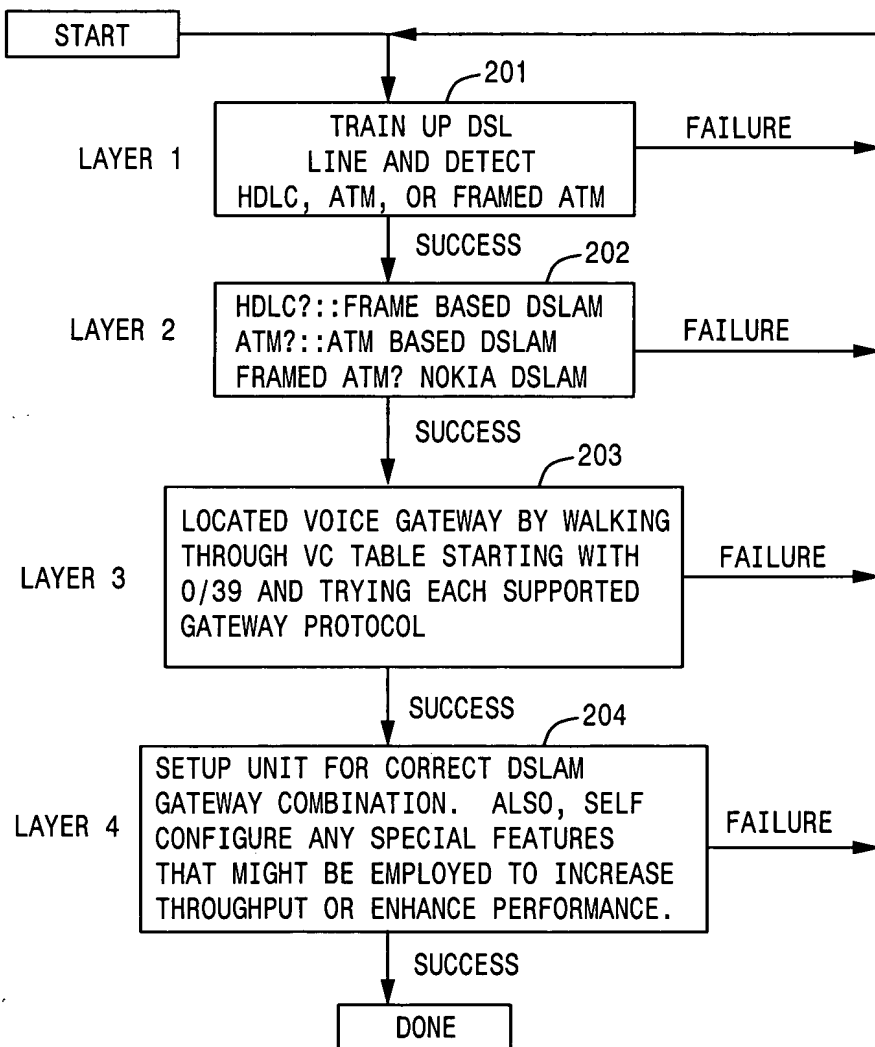 START
201
TRAIN UP DSL
LINE AND DETECT
HDLC, ATM, OR FRAMED ATM
LAYER 1
FAILURE
SUCCESS
202
HDLC?::FRAME BASED DSLAM
ATM?::ATM BASED DSLAM
FRAMED ATM? NOKIA DSLAM
LAYER 2
FAILURE
SUCCESS
203
LOCATED VOICE GATEWAY BY WALKING
THROUGH VC TABLE STARTING WITH
0/39 AND TRYING EACH SUPPORTED
GATEWAY PROTOCOL
LAYER 3
FAILURE
SUCCESS
204
SETUP UNIT FOR CORRECT DSLAM
GATEWAY COMBINATION. ALSO, SELF
CONFIGURE ANY SPECIAL FEATURES
THAT MIGHT BE EMPLOYED TO INCREASE
THROUGHPUT OR ENHANCE PERFORMANCE.
LAYER 4
FAILURE
SUCCESS
DONE